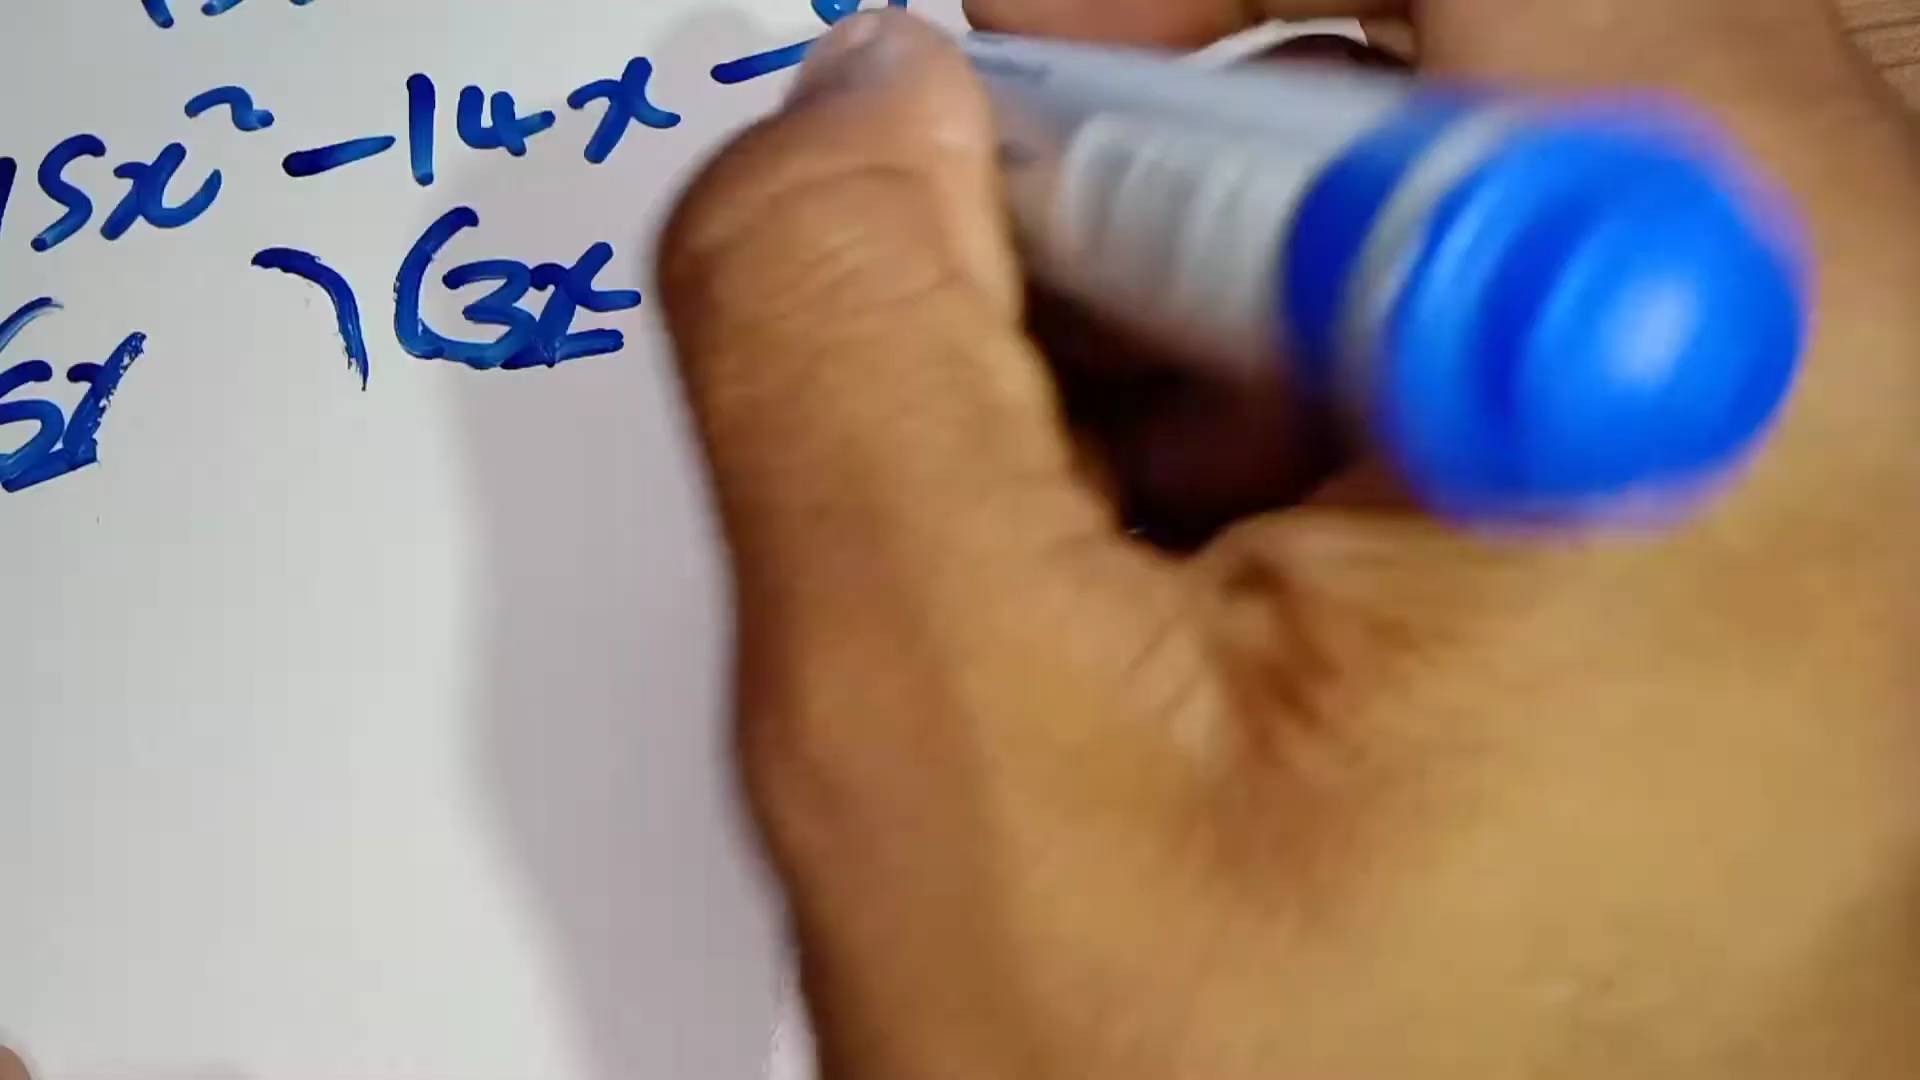 15x² - 14x -
5x ) (3x